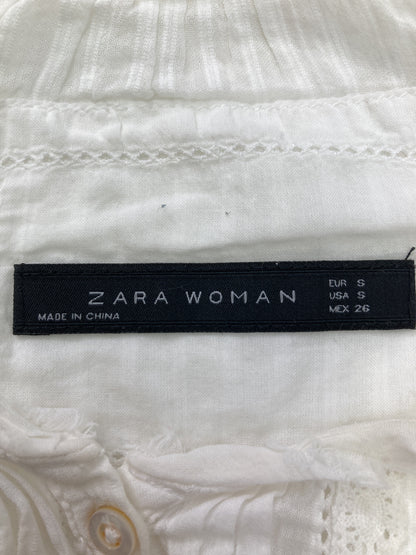 ZARA WOMAN
MADE IN CHINA
EUR S
USA S
MEX 26